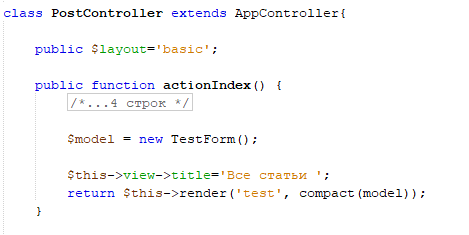 class PostController extends AppController{
public $layout='basic';
public function actionIndex() {
/*...4 строк */
$model = new TestForm();
$this->view->title='Все статьи ';
return $this->render('test', compact(model));
}